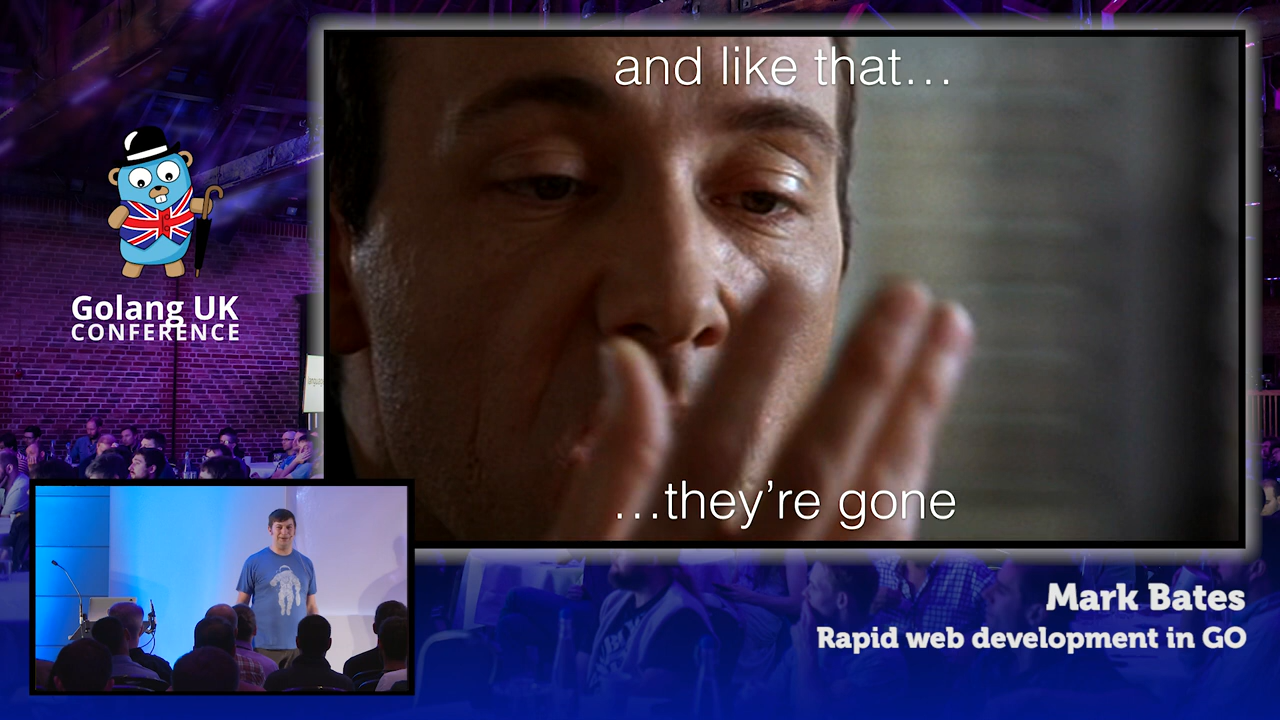 and like that…
…they’re gone
Golang UK
CONFERENCE
Mark Bates
Rapid web development in GO